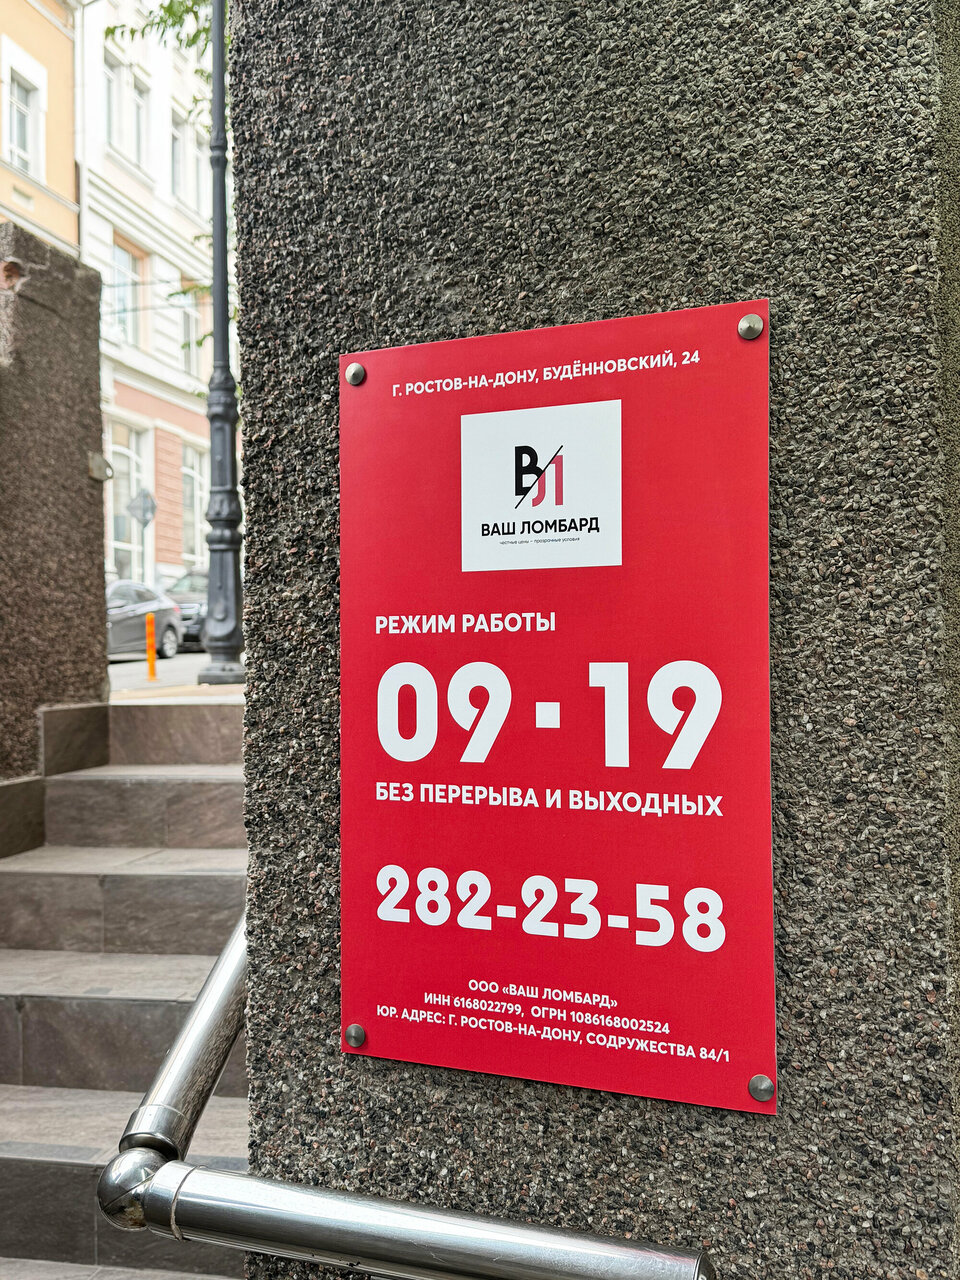 Г. РОСТОВ-НА-ДОНУ, БУДЁННОВСКИЙ, 24
ВЛ
ВАШ ЛОМБАРД
честные цены – прозрачные условия
РЕЖИМ РАБОТЫ
09 · 19
БЕЗ ПЕРЕРЫВА И ВЫХОДНЫХ
282-23-58
ООО «ВАШ ЛОМБАРД»
ИНН 6168022799, ОГРН 1086168002524
ЮР. АДРЕС: Г. РОСТОВ-НА-ДОНУ, СОДРУЖЕСТВА 84/1